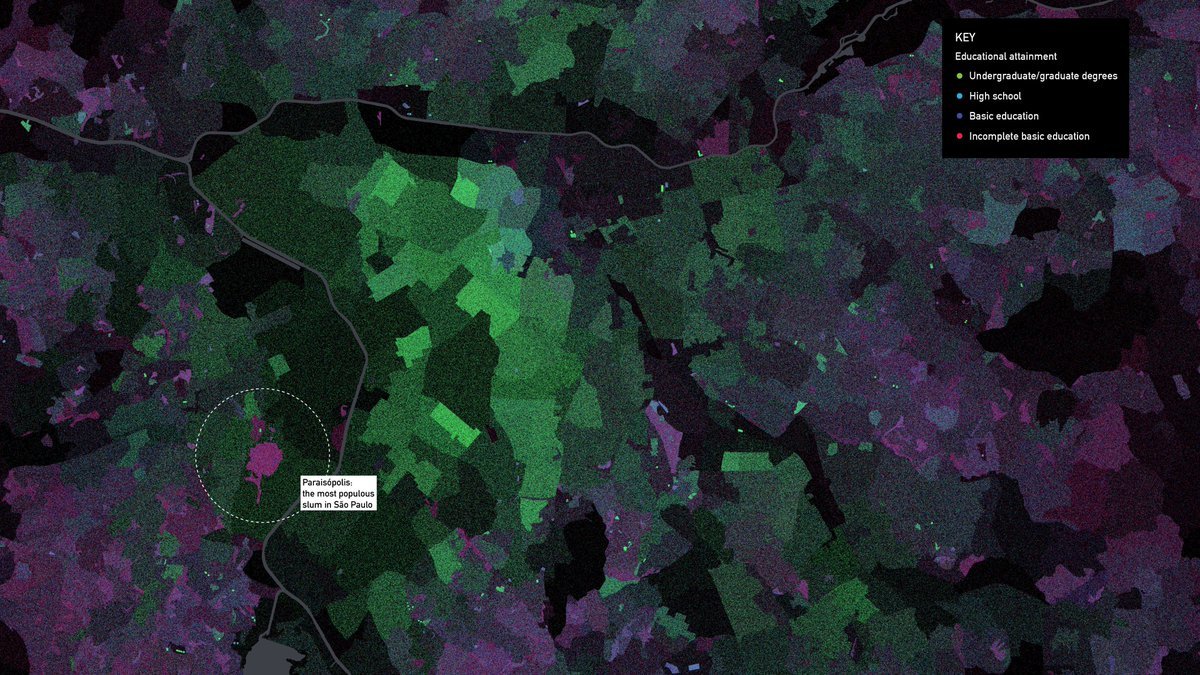 KEY
Educational attainment
Undergraduate/graduate degrees
High school
Basic education
Incomplete basic education
Paraisópolis:
the most populous
slum in São Paulo